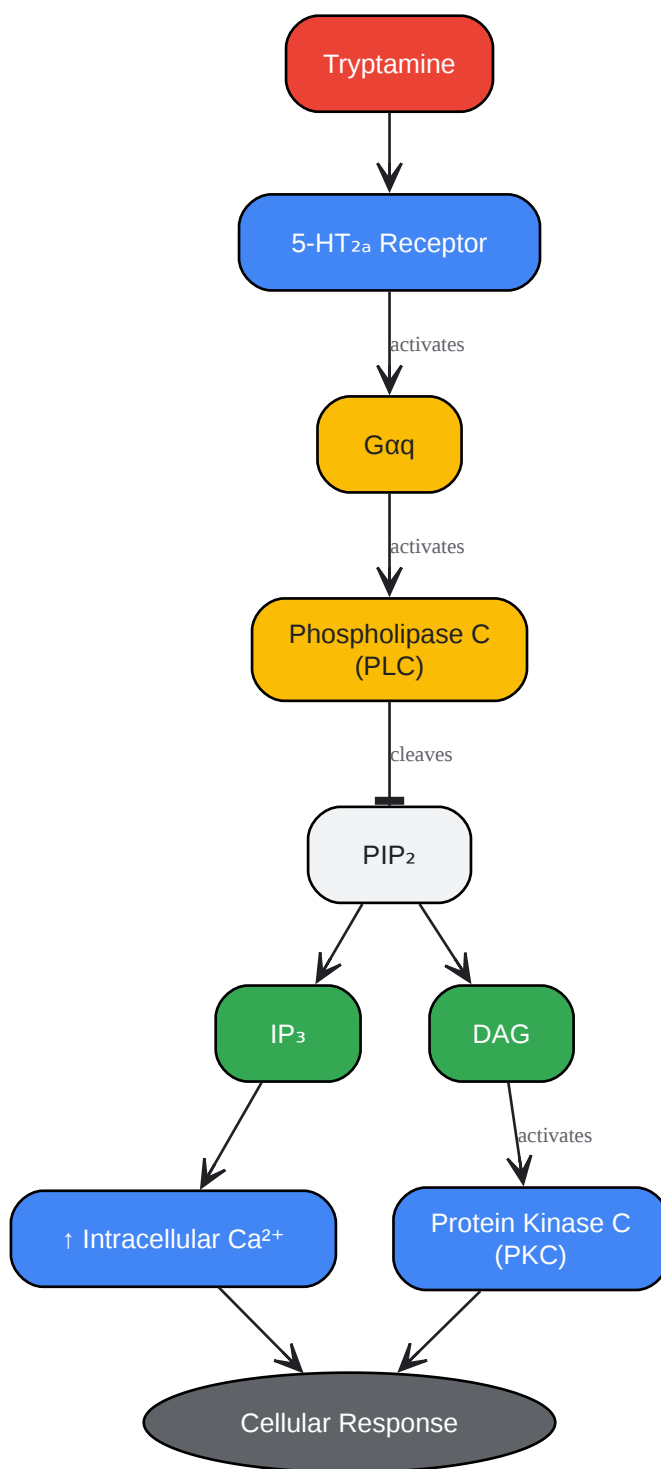 Tryptamine
5-HT₂ₐ Receptor
activates
Gαq
activates
Phospholipase C
(PLC)
cleaves
PIP₂
IP₃
DAG
activates
↑ Intracellular Ca²⁺
Protein Kinase C
(PKC)
Cellular Response